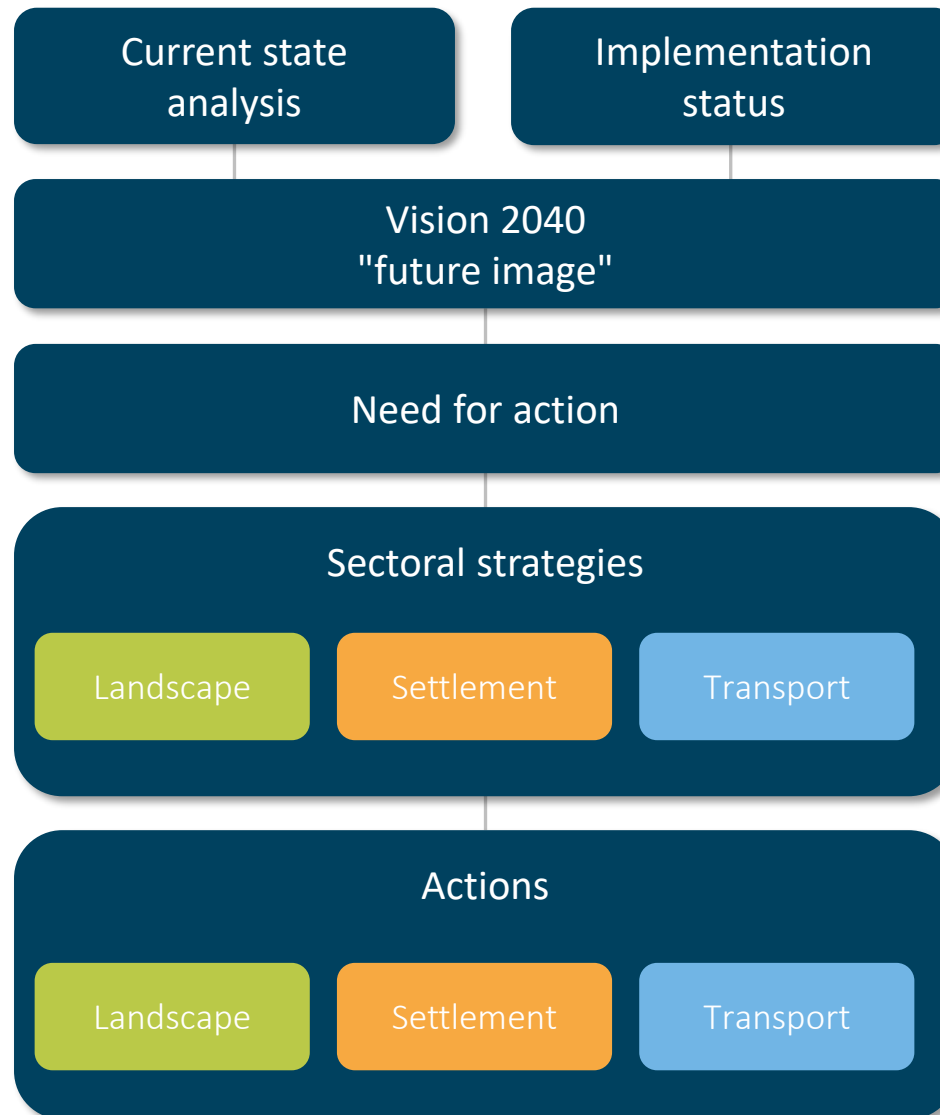 Current state
analysis
Implementation
status
Vision 2040
"future image"
Need for action
Sectoral strategies
Landscape
Settlement
Transport
Actions
Landscape
Settlement
Transport